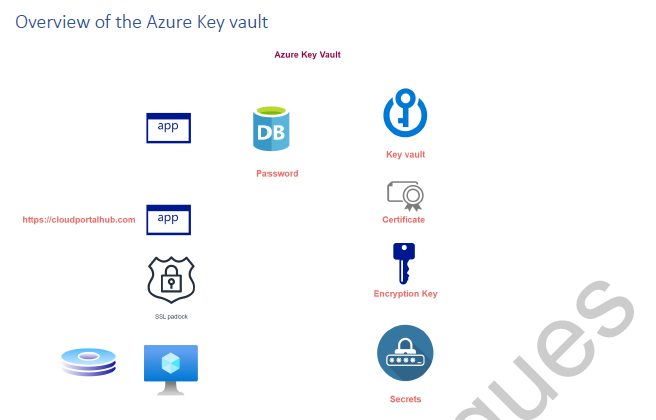 Overview of the Azure Key vault
Azure Key Vault
app
DB
Key vault
Password
Certificate
https://cloudportalhub.com
app
Encryption Key
SSL padlock
Secrets